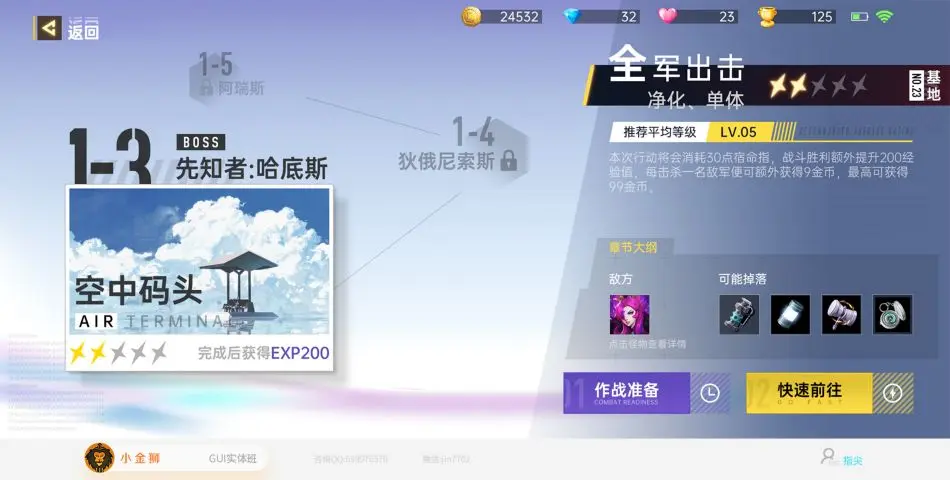 返回
24532
32
23
125
1-5
阿瑞斯
1-4
狄俄尼索斯
1-3
BOSS
先知者:哈底斯
空中码头
AIR TERMINAL
完成后获得EXP200
全军出击
净化、单体
NO.23
基地
推荐平均等级
LV.05
本次行动将会消耗30点宿命指，战斗胜利额外提升200经
验值，每击杀一名敌军便可额外获得9金币，最高可获得
99金币。
章节大纲
敌方
可能掉落
点击怪物查看详情
01
作战准备
COMBAT READINESS
02
快速前往
GO FAST
小金狮
GUI实体班
指尖